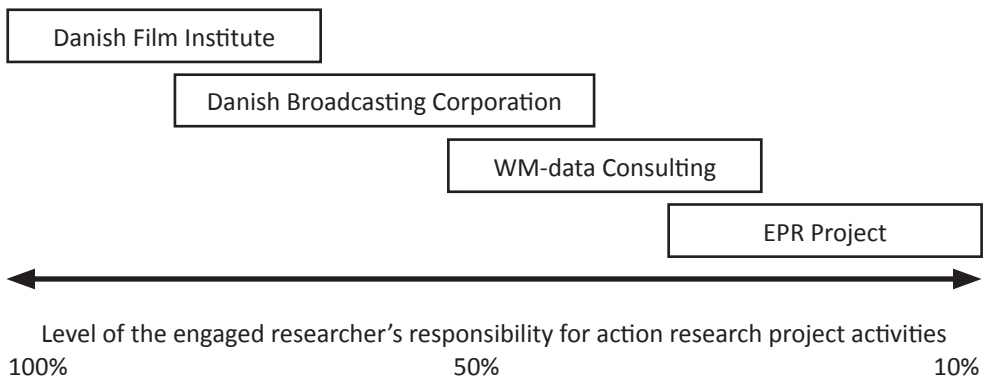 Danish Film Institute
Danish Broadcasting Corporation
WM-data Consulting
EPR Project
Level of the engaged researcher’s responsibility for action research project activities
100% 50% 10%